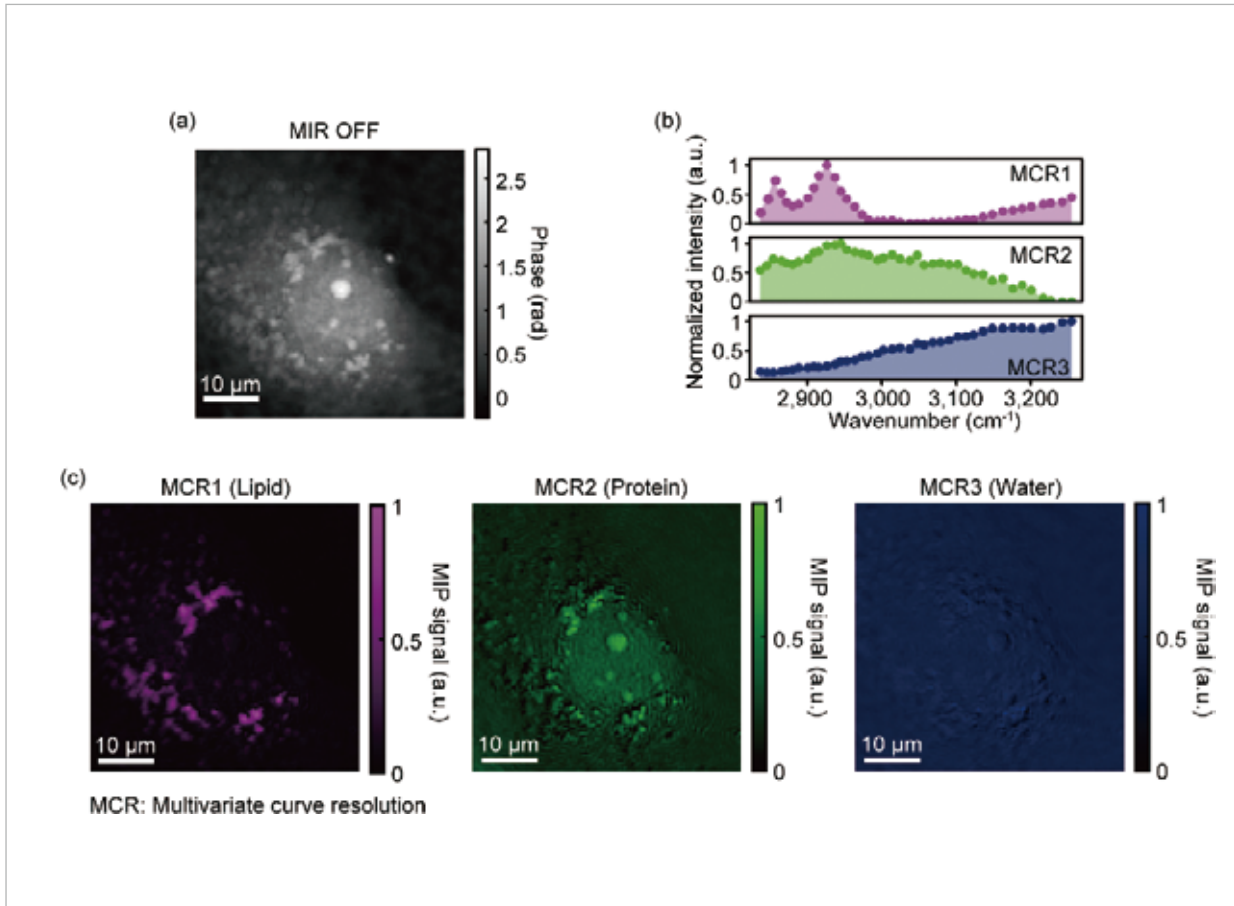 (a)
MIR OFF
2.5
2
1.5
1
0.5
0
Phase (rad)
10 µm
(b)
Normalized intensity (a.u.)
1
0.5
0
MCR1
1
0.5
0
MCR2
1
0.5
0
MCR3
2,900 3,000 3,100 3,200
Wavenumber (cm-1)
(c)
MCR1 (Lipid)
1
0.5
0
MIP signal (a.u.)
10 µm
MCR2 (Protein)
1
0.5
0
MIP signal (a.u.)
10 µm
MCR3 (Water)
1
0.5
0
MIP signal (a.u.)
10 µm
MCR: Multivariate curve resolution